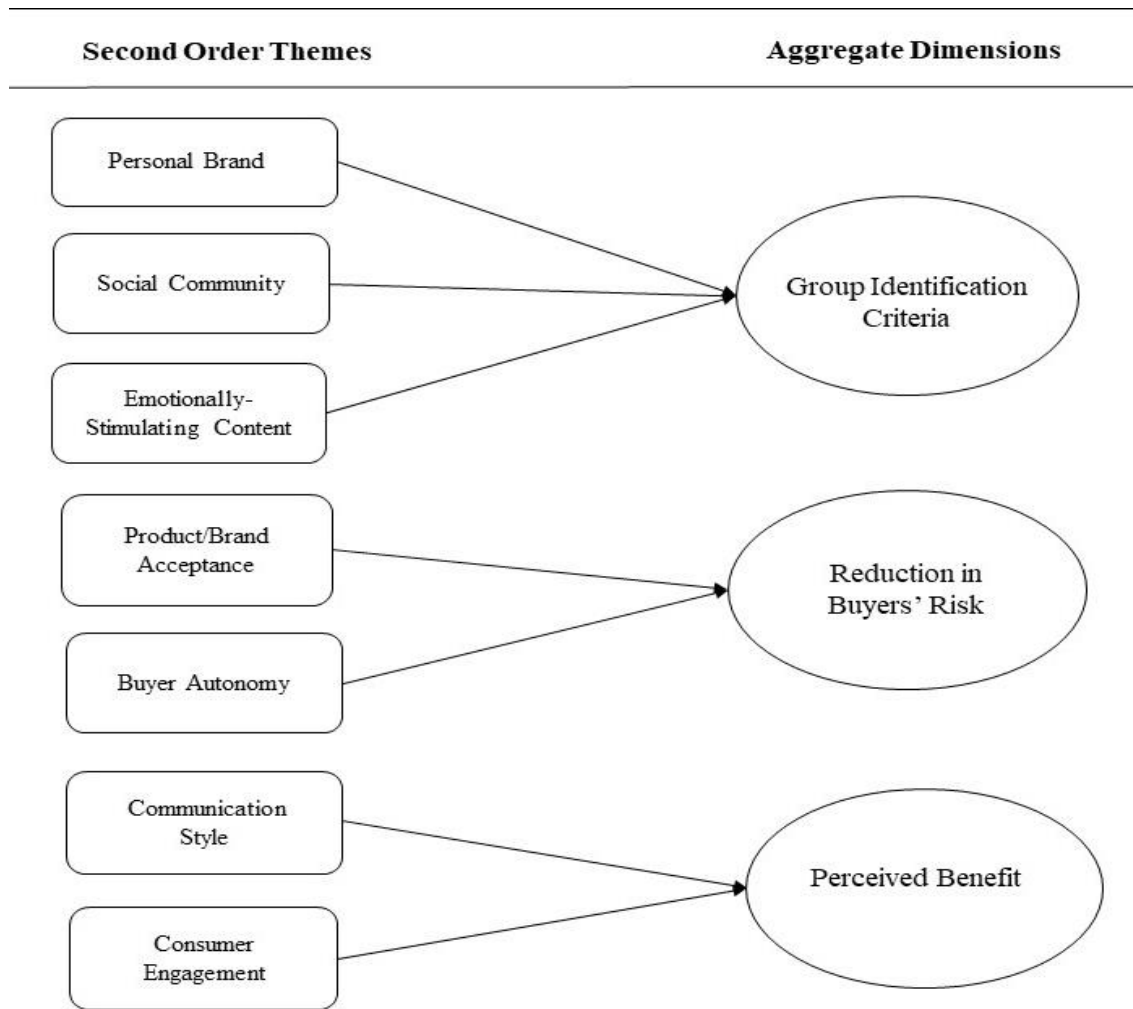 Second Order Themes
Aggregate Dimensions
Personal Brand
Social Community
Emotionally-
Stimulating Content
Group Identification
Criteria
Product/Brand
Acceptance
Buyer Autonomy
Reduction in
Buyers’ Risk
Communication
Style
Consumer
Engagement
Perceived Benefit